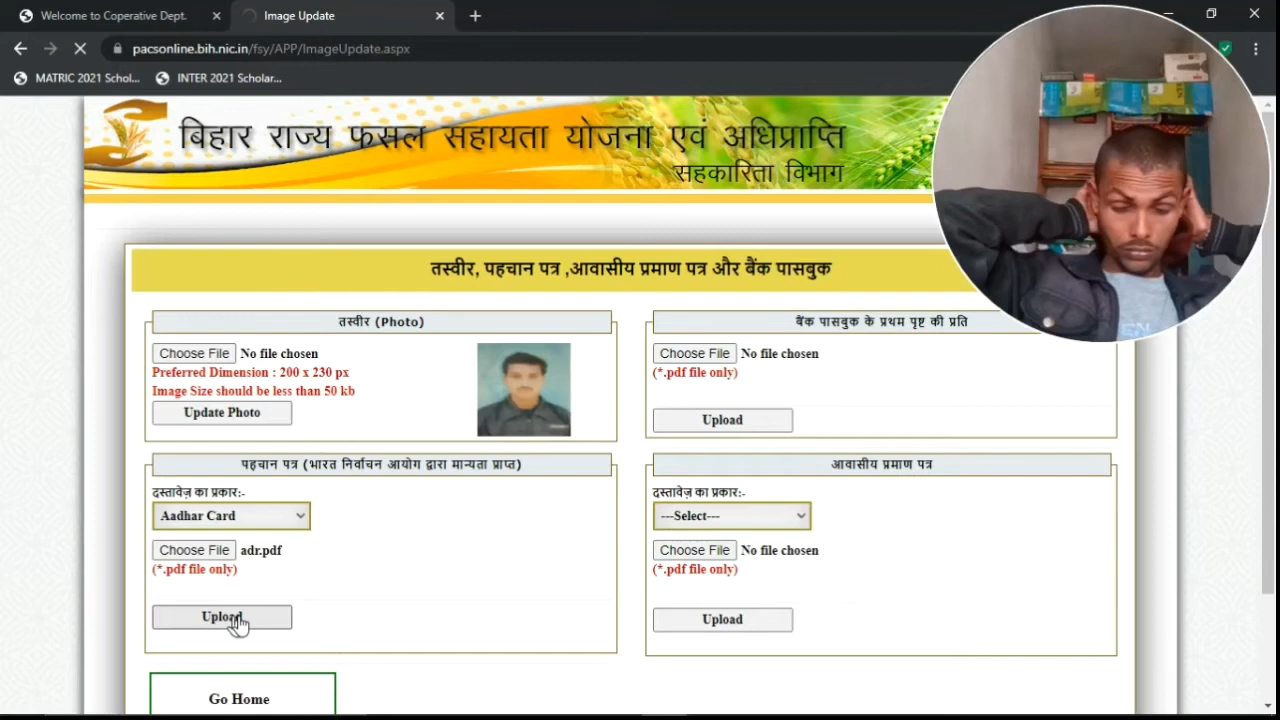 Welcome to Coperative Dept.
Image Update
pacsonline.bih.nic.in/fsy/APP/ImageUpdate.aspx
MATRIC 2021 Schol...
INTER 2021 Scholar...
बिहार राज्य फसल सहायता योजना एवं अधिप्राप्ति
सहकारिता विभाग
तस्वीर, पहचान पत्र ,आवासीय प्रमाण पत्र और बैंक पासबुक
तस्वीर (Photo)
Choose File No file chosen
Preferred Dimension : 200 x 230 px
Image Size should be less than 50 kb
Update Photo
बैंक पासबुक के प्रथम पृष्ट की प्रति
Choose File No file chosen
(*.pdf file only)
Upload
पहचान पत्र (भारत निर्वाचन आयोग द्वारा मान्यता प्राप्त)
दस्तावेज़ का प्रकार:-
Aadhar Card
Choose File adr.pdf
(*.pdf file only)
Upload
आवासीय प्रमाण पत्र
दस्तावेज़ का प्रकार:-
---Select---
Choose File No file chosen
(*.pdf file only)
Upload
Go Home